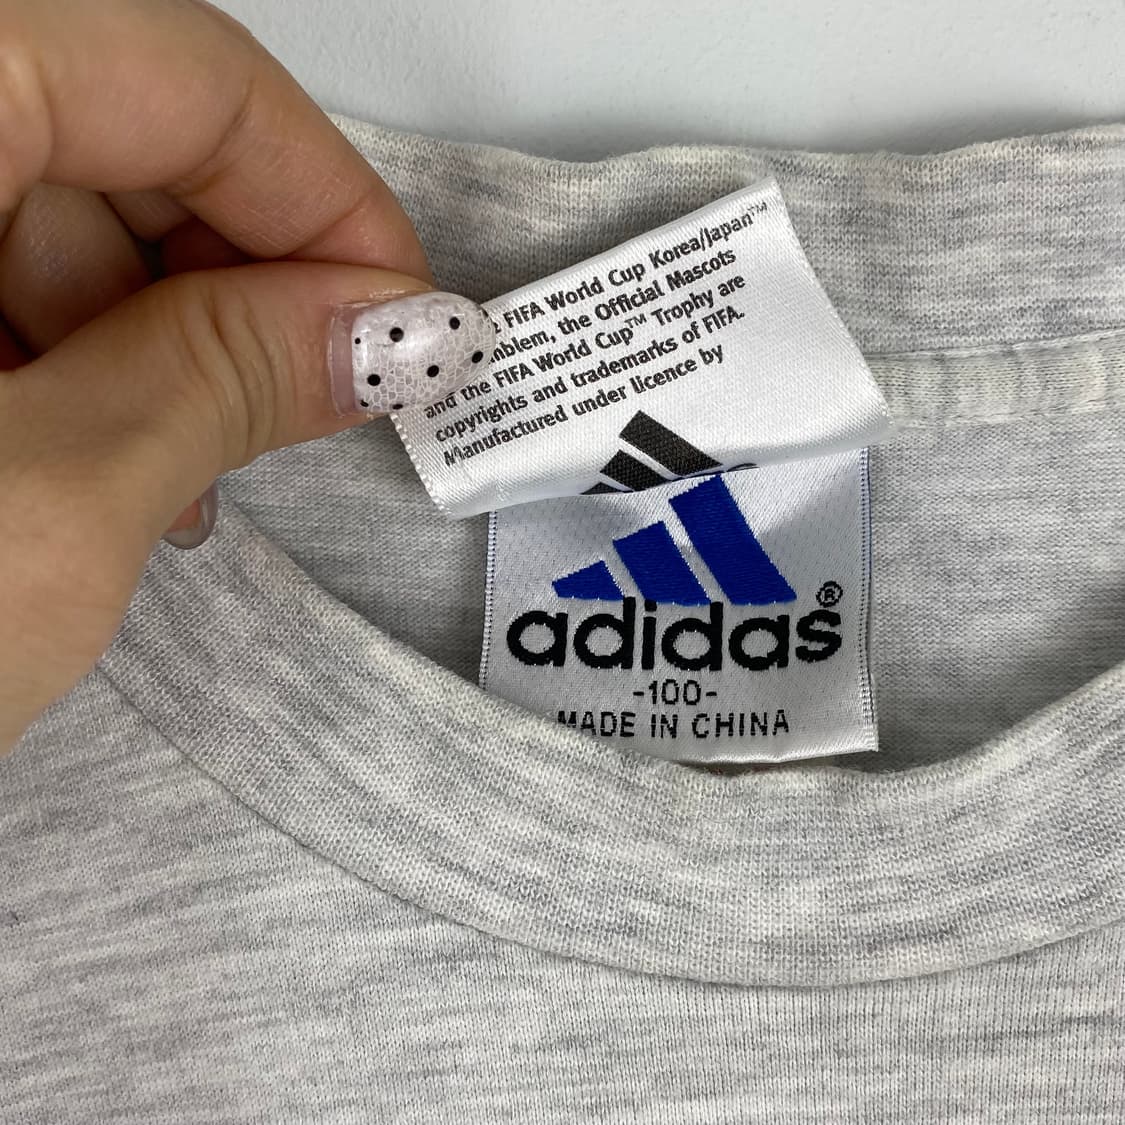 FIFA World Cup Korea/Japan™
the Official Mascots
and the FIFA World Cup™ Trophy are
copyrights and trademarks of FIFA.
Manufactured under licence by
adidas®
-100-
MADE IN CHINA